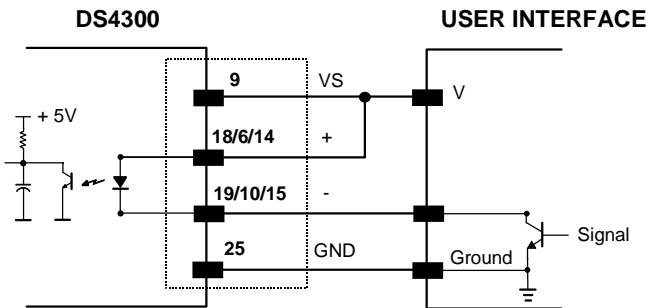 DS4300
USER INTERFACE
9
VS
V
+ 5V
18/6/14
+
19/10/15
-
Signal
25
GND
Ground